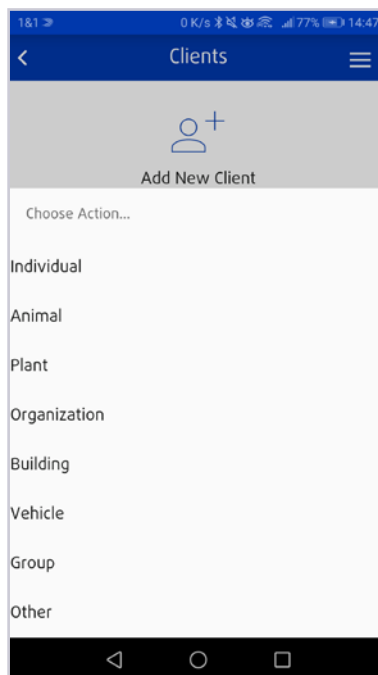 1&1 0 K/s 77% 14:47
Clients
Add New Client
Choose Action...
Individual
Animal
Plant
Organization
Building
Vehicle
Group
Other